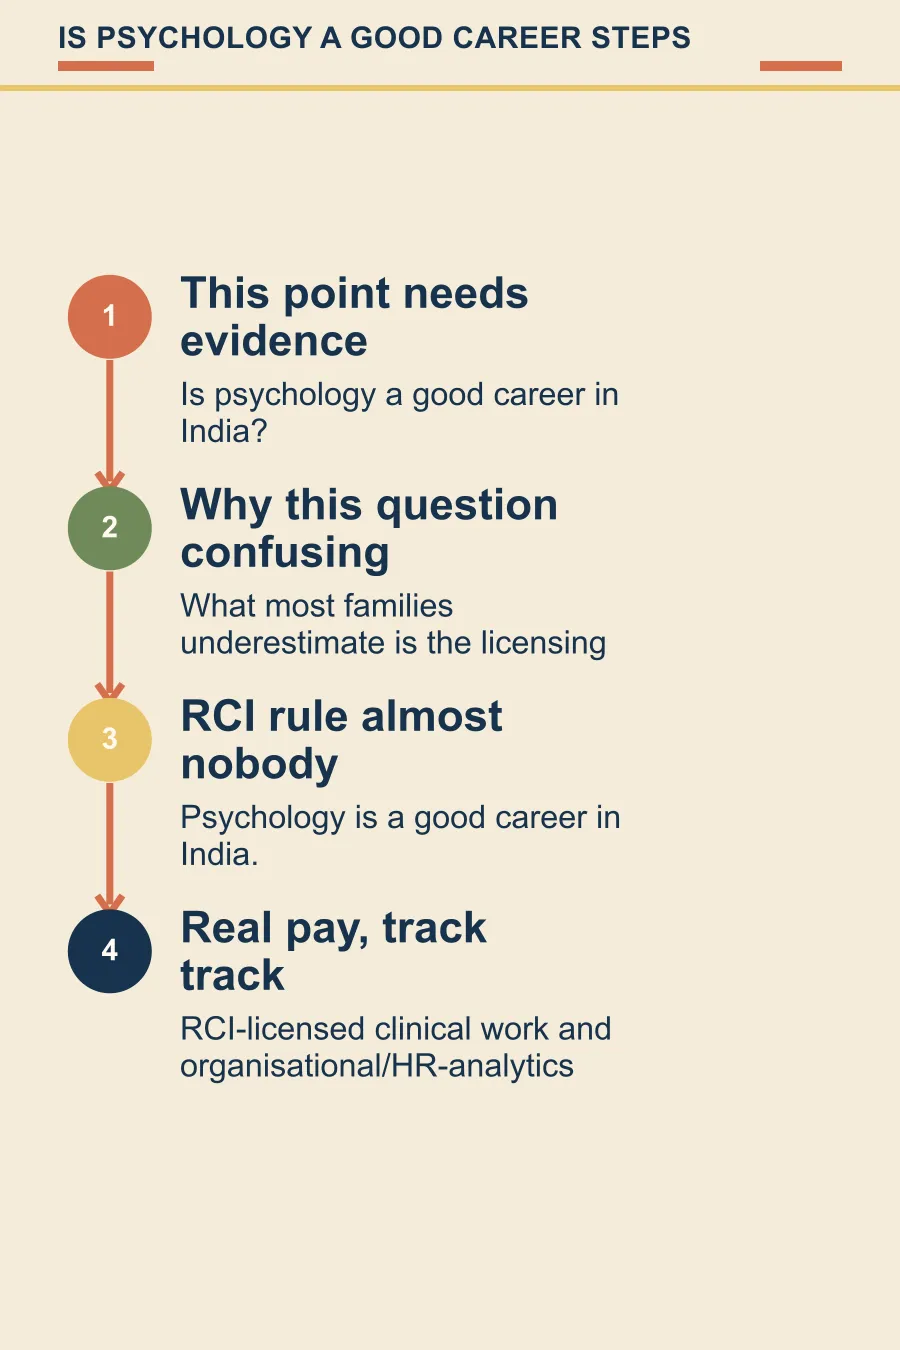 IS PSYCHOLOGY A GOOD CAREER STEPS
1
This point needs
evidence
Is psychology a good career in
India?
2
Why this question
confusing
What most families
underestimate is the licensing
3
RCI rule almost
nobody
Psychology is a good career in
India.
4
Real pay, track
track
RCI-licensed clinical work and
organisational/HR-analytics